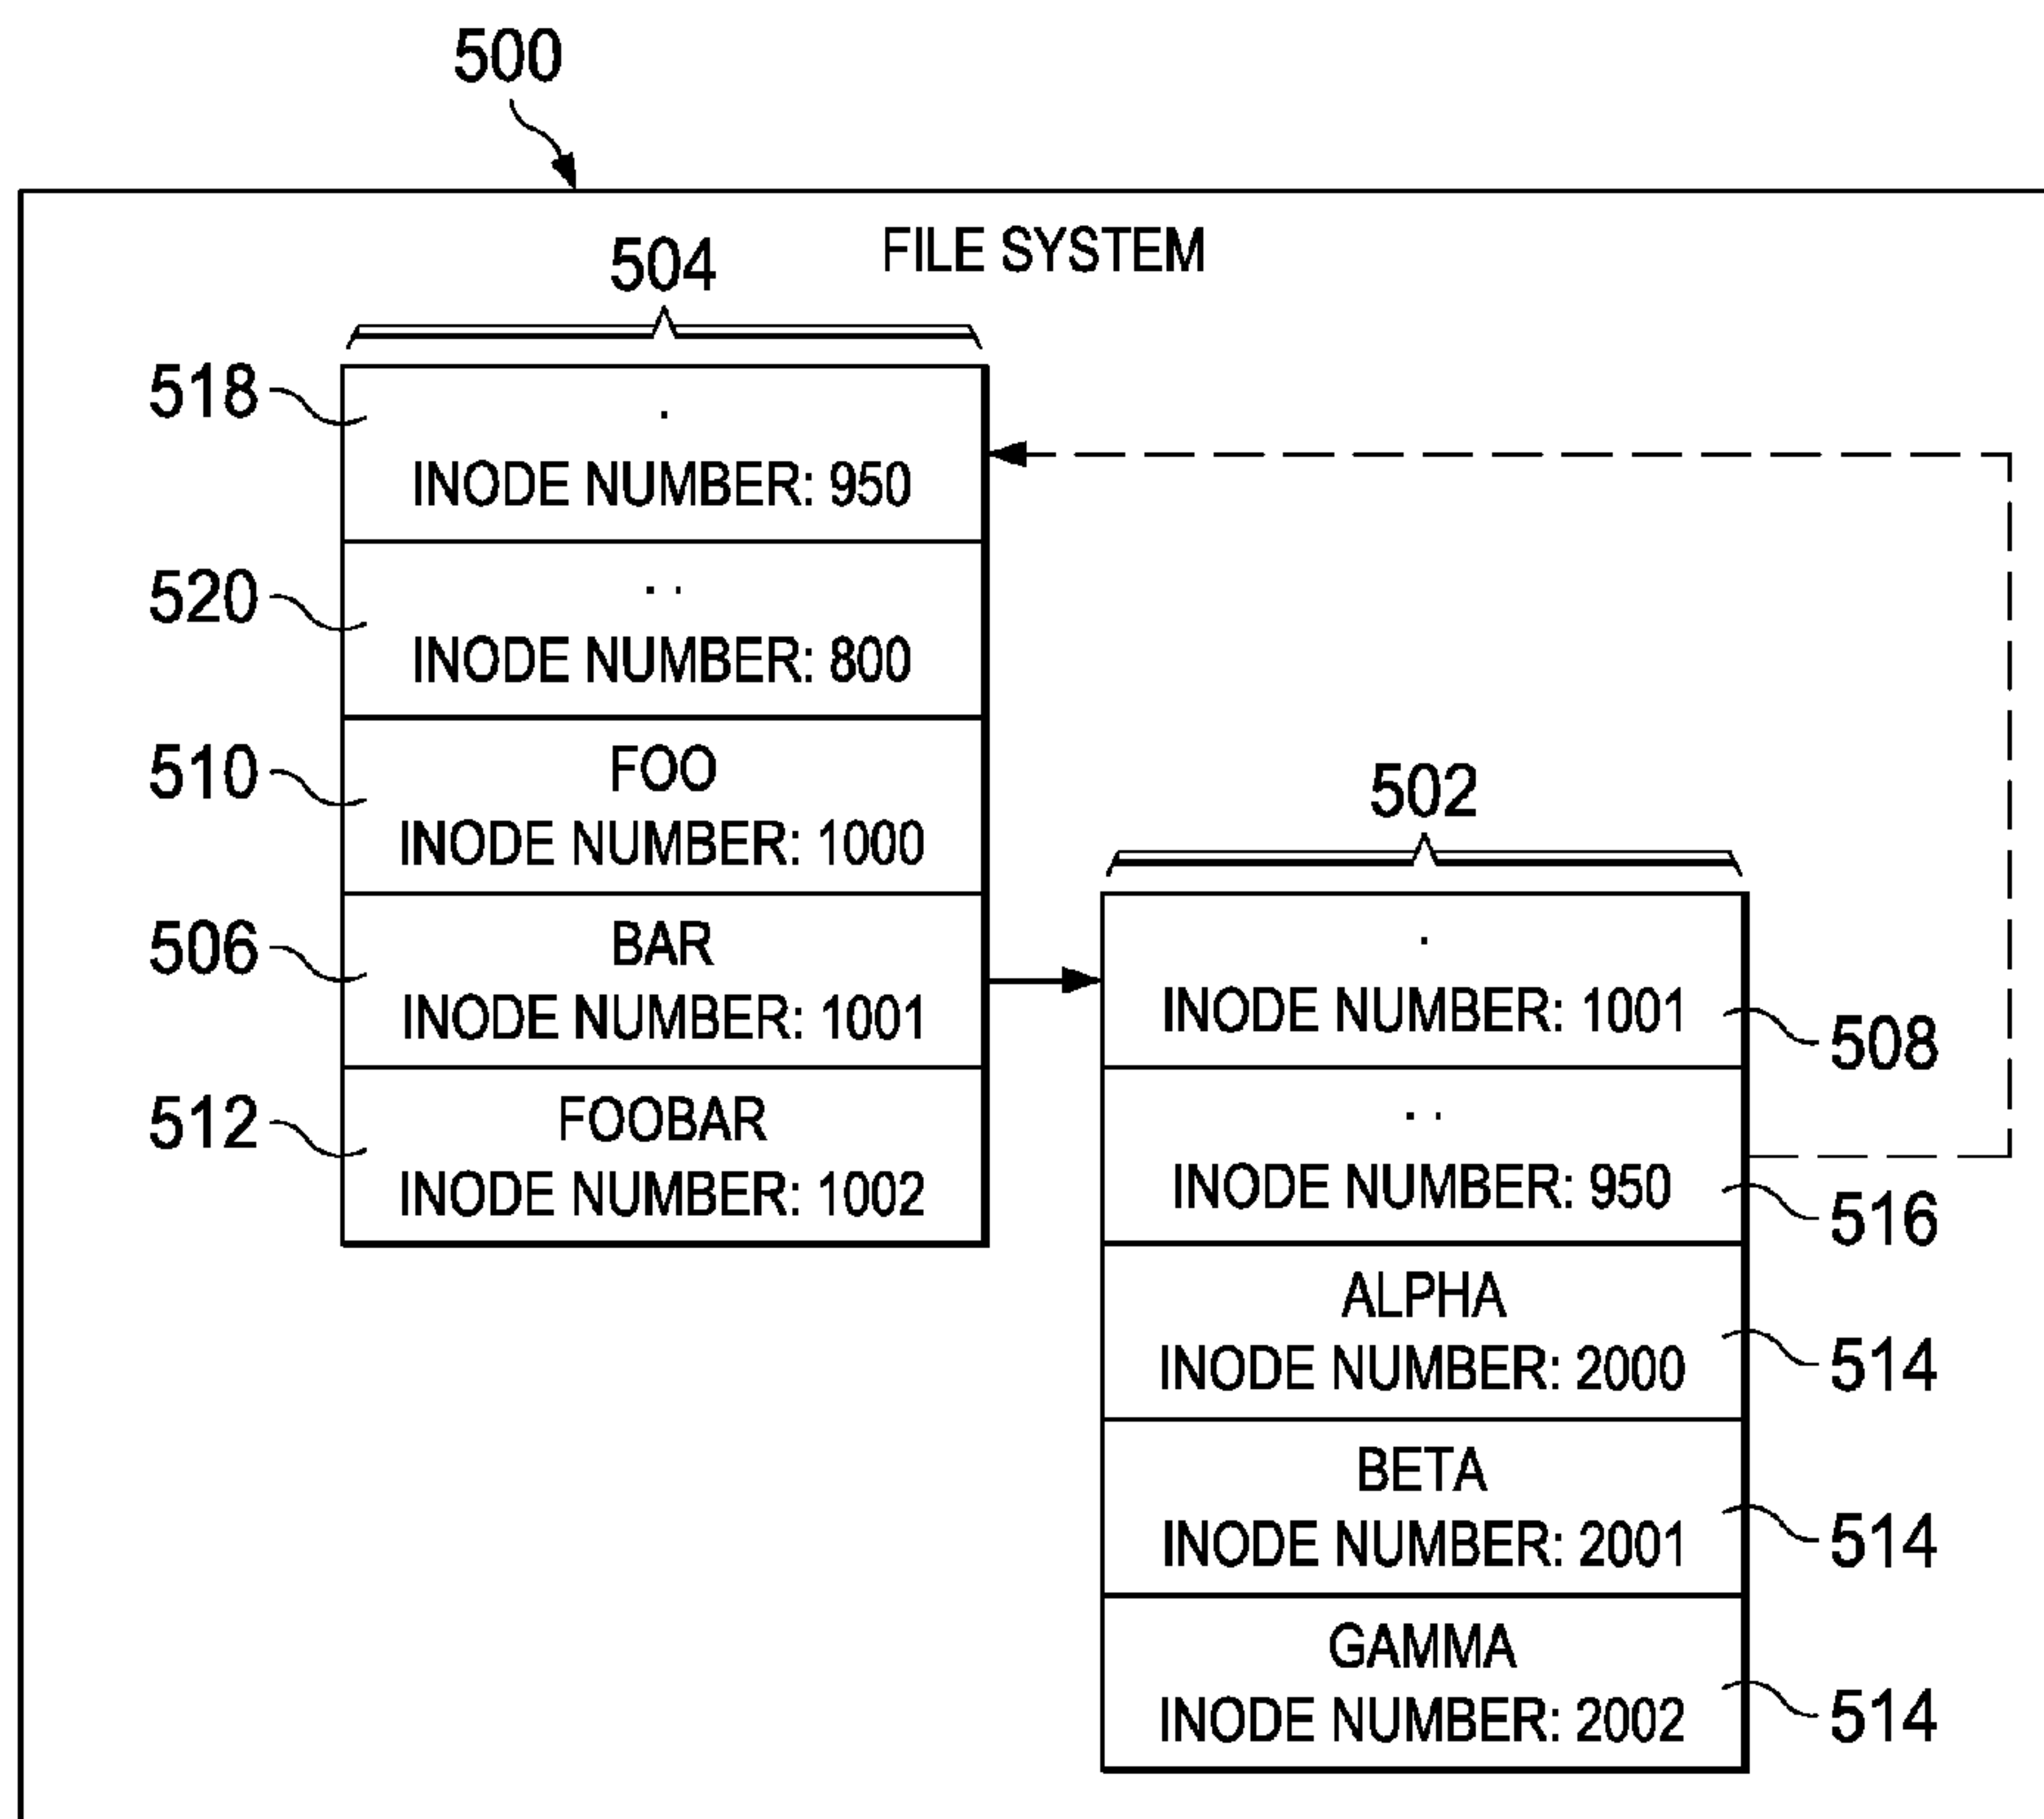 500
FILE SYSTEM
504
518
.
INODE NUMBER: 950
520
. .
INODE NUMBER: 800
510
FOO
INODE NUMBER: 1000
506
BAR
INODE NUMBER: 1001
512
FOOBAR
INODE NUMBER: 1002
502
.
INODE NUMBER: 1001
508
. .
INODE NUMBER: 950
516
ALPHA
INODE NUMBER: 2000
514
BETA
INODE NUMBER: 2001
514
GAMMA
INODE NUMBER: 2002
514